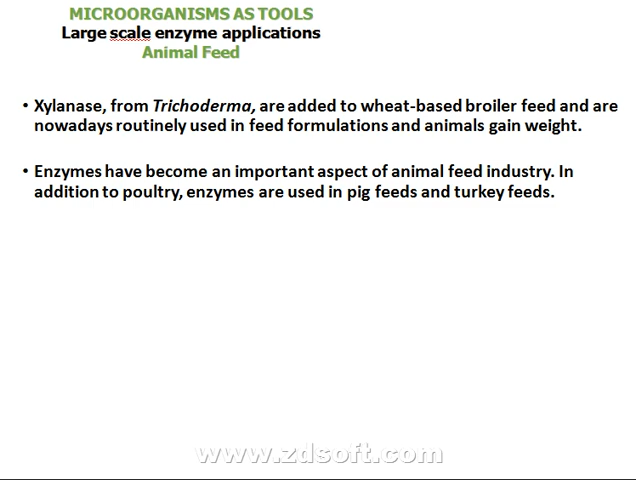 MICROORGANISMS AS TOOLS
Large scale enzyme applications
Animal Feed
• Xylanase, from Trichoderma, are added to wheat-based broiler feed and are
nowadays routinely used in feed formulations and animals gain weight.
• Enzymes have become an important aspect of animal feed industry. In
addition to poultry, enzymes are used in pig feeds and turkey feeds.
www.zdsoft.com